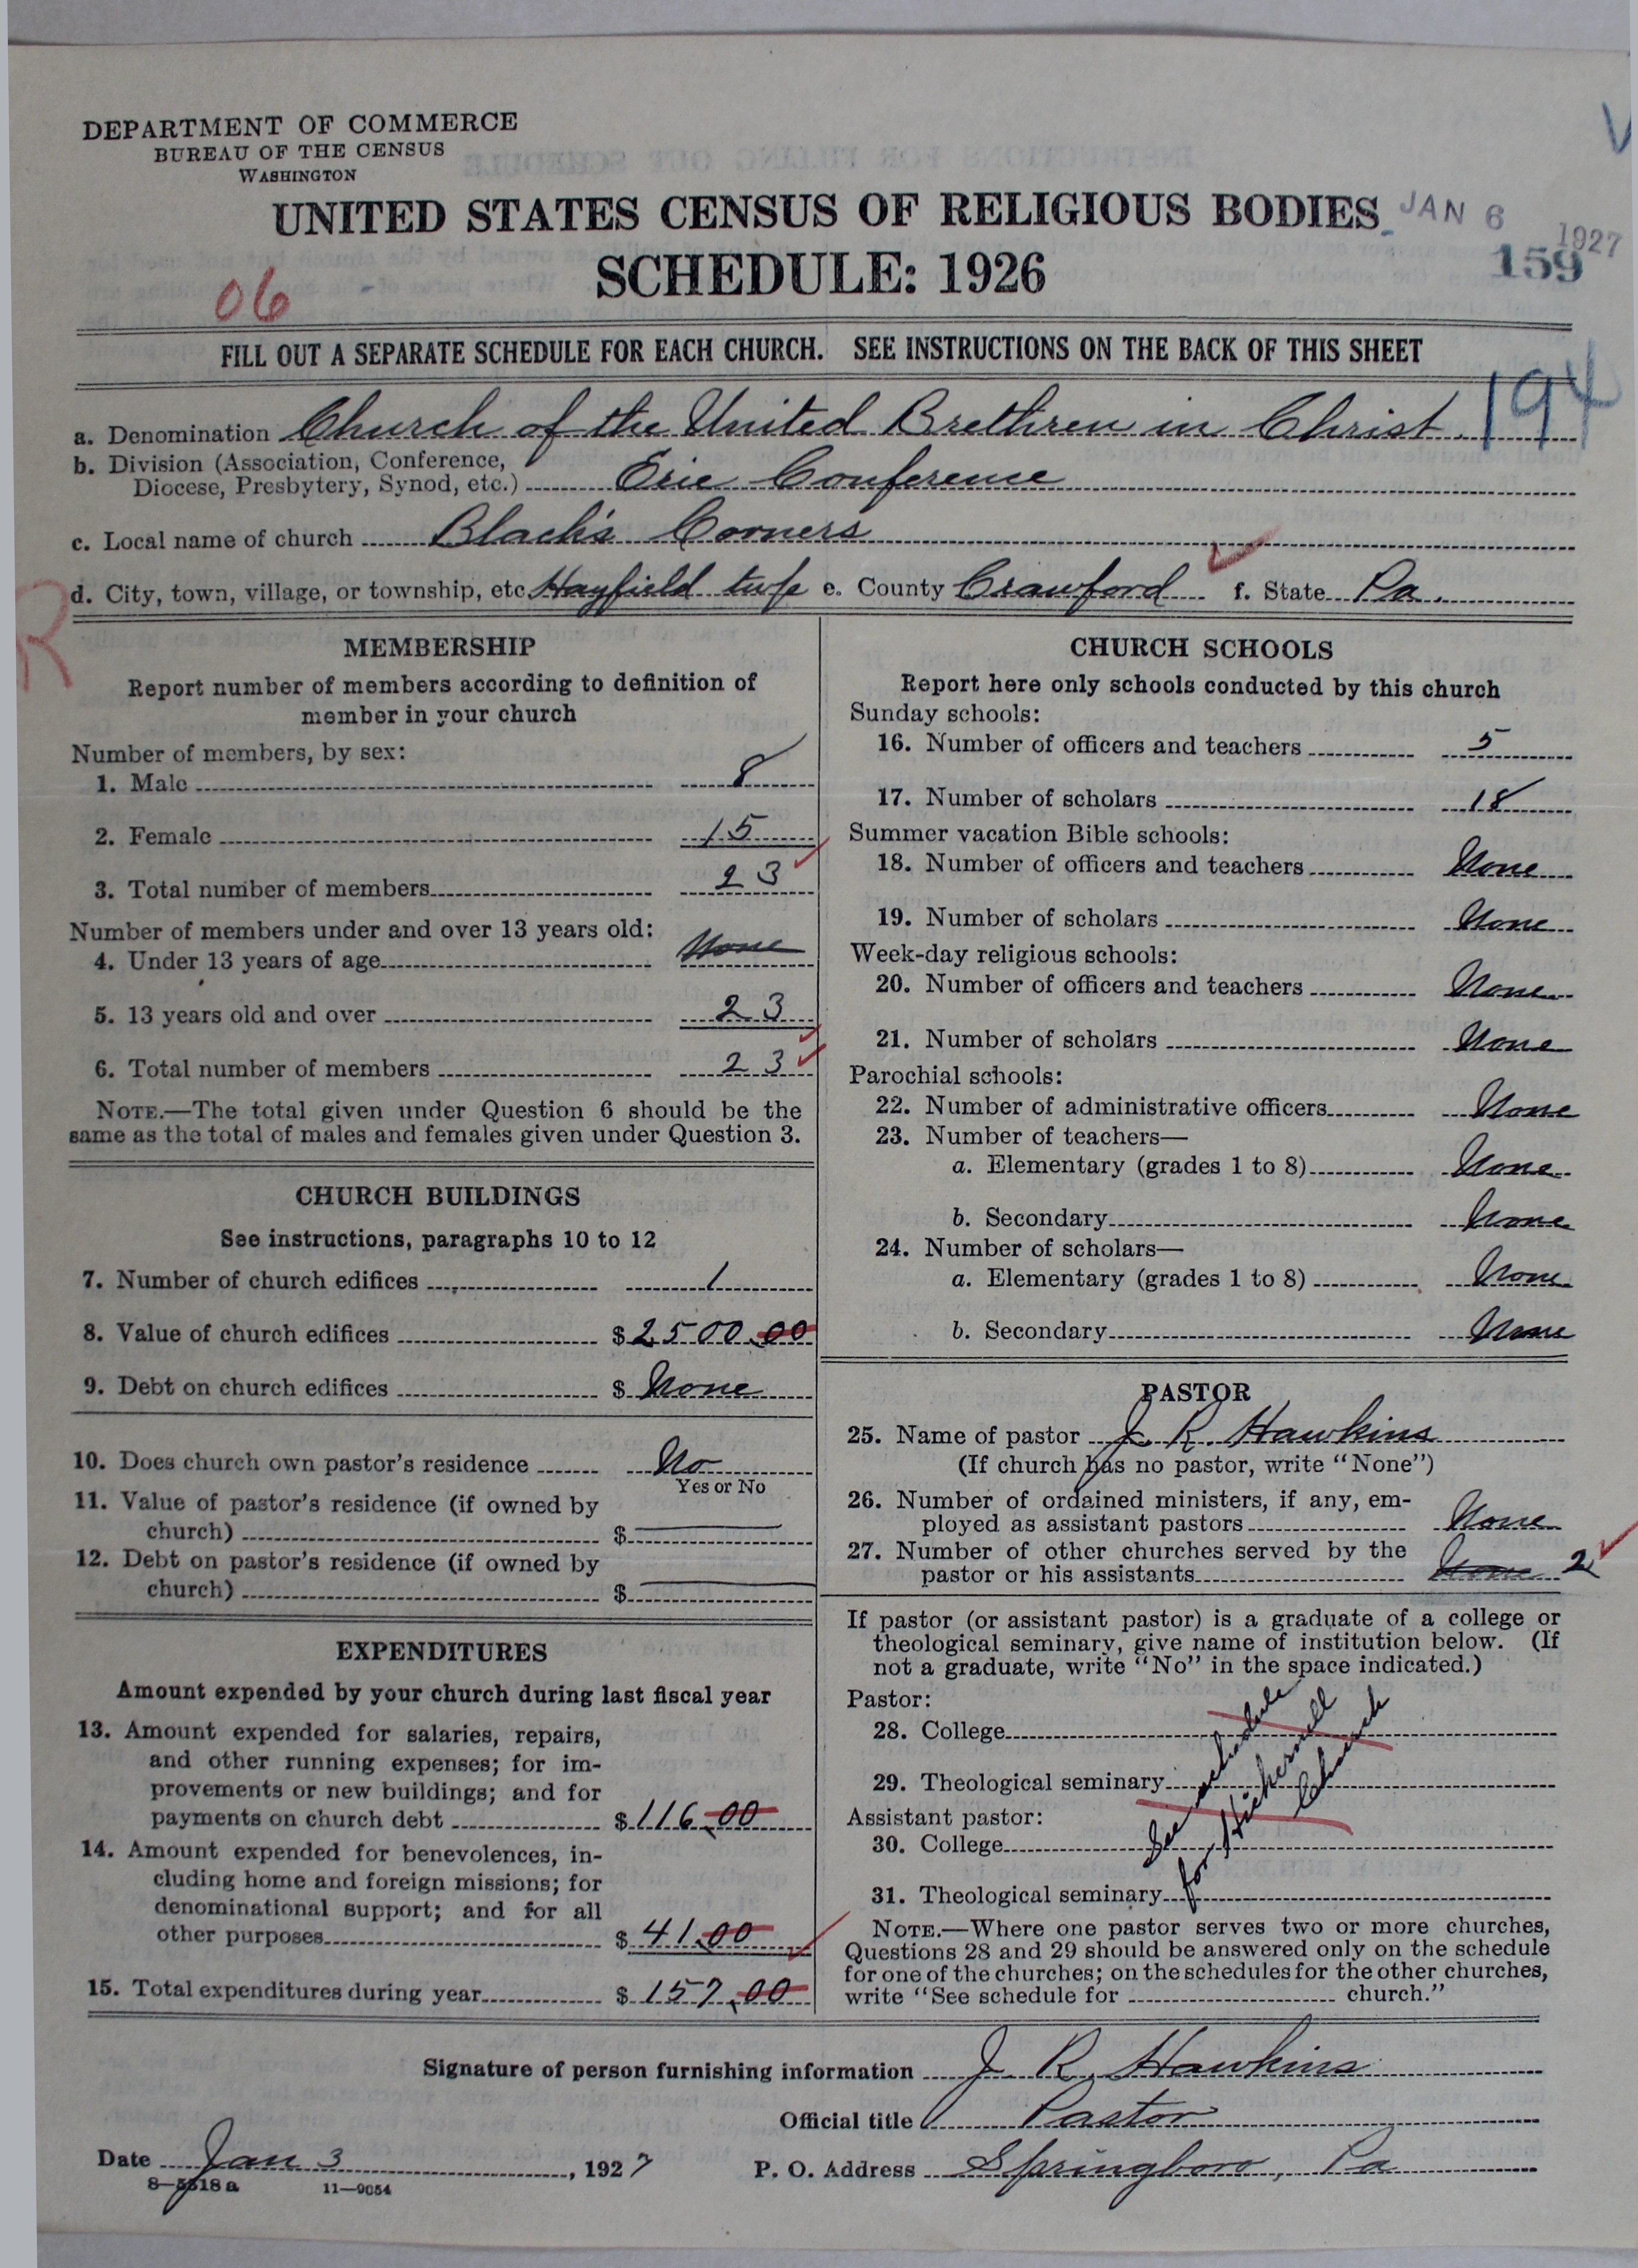 DEPARTMENT OF COMMERCE
BUREAU OF THE CENSUS
WASHINGTON
UNITED STATES CENSUS OF RELIGIOUS BODIES
JAN 6 1927
159
SCHEDULE: 1926
06
FILL OUT A SEPARATE SCHEDULE FOR EACH CHURCH. SEE INSTRUCTIONS ON THE BACK OF THIS SHEET
194
a. Denomination Church of the United Brethren in Christ
b. Division (Association, Conference,
Diocese, Presbytery, Synod, etc.) Erie Conference
c. Local name of church Black's Corners
d. City, town, village, or township, etc. Hayfield twp e. County Crawford f. State Pa.
R
MEMBERSHIP
Report number of members according to definition of
member in your church
Number of members, by sex:
1. Male 8
2. Female 15
3. Total number of members 23
Number of members under and over 13 years old:
4. Under 13 years of age None
5. 13 years old and over 23
6. Total number of members 23
NOTE.—The total given under Question 6 should be the
same as the total of males and females given under Question 3.
CHURCH BUILDINGS
See instructions, paragraphs 10 to 12
7. Number of church edifices 1
8. Value of church edifices $2500.00
9. Debt on church edifices $ None
10. Does church own pastor's residence No
Yes or No
11. Value of pastor's residence (if owned by
church) $
12. Debt on pastor's residence (if owned by
church) $
EXPENDITURES
Amount expended by your church during last fiscal year
13. Amount expended for salaries, repairs,
and other running expenses; for im-
provements or new buildings; and for
payments on church debt $116.00
14. Amount expended for benevolences, in-
cluding home and foreign missions; for
denominational support; and for all
other purposes $41.00
15. Total expenditures during year $157.00
CHURCH SCHOOLS
Report here only schools conducted by this church
Sunday schools:
16. Number of officers and teachers 5
17. Number of scholars 18
Summer vacation Bible schools:
18. Number of officers and teachers None
19. Number of scholars None
Week-day religious schools:
20. Number of officers and teachers None
21. Number of scholars None
Parochial schools:
22. Number of administrative officers None
23. Number of teachers—
a. Elementary (grades 1 to 8) None
b. Secondary None
24. Number of scholars—
a. Elementary (grades 1 to 8) None
b. Secondary None
PASTOR
25. Name of pastor J. R. Hawkins
(If church has no pastor, write "None")
26. Number of ordained ministers, if any, em-
ployed as assistant pastors None
27. Number of other churches served by the
pastor or his assistants None 2
If pastor (or assistant pastor) is a graduate of a college or
theological seminary, give name of institution below. (If
not a graduate, write "No" in the space indicated.)
Pastor:
28. College
29. Theological seminary
Assistant pastor:
30. College
31. Theological seminary
See schedule
for Hickernell
Church
NOTE.—Where one pastor serves two or more churches,
Questions 28 and 29 should be answered only on the schedule
for one of the churches; on the schedules for the other churches,
write "See schedule for church."
Signature of person furnishing information J. R. Hawkins
Official title Pastor
Date Jan 3, 1927
P. O. Address Springboro, Pa
8—5518a 11—9054